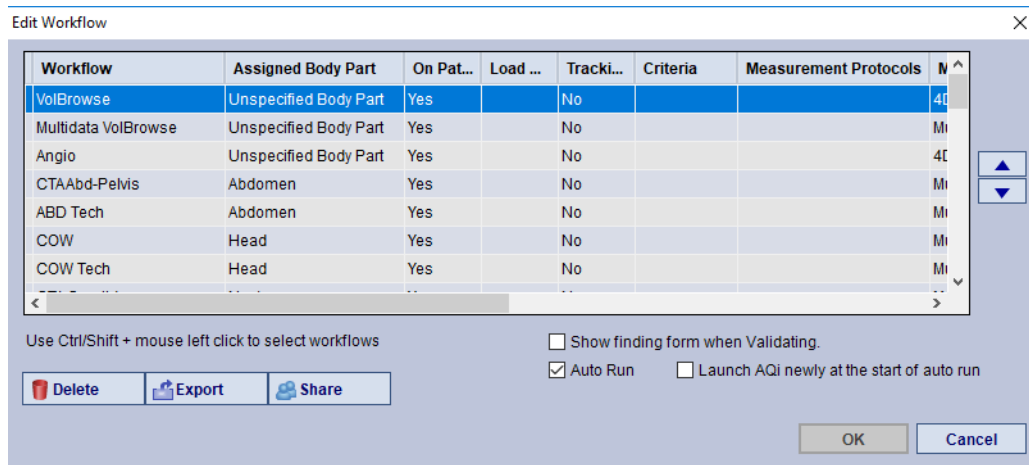 Edit Workflow
Workflow Assigned Body Part On Pat... Load ... Tracki... Criteria Measurement Protocols
VolBrowse Unspecified Body Part Yes No
Multidata VolBrowse Unspecified Body Part Yes No
Angio Unspecified Body Part Yes No
CTAAbd-Pelvis Abdomen Yes No
ABD Tech Abdomen Yes No
COW Head Yes No
COW Tech Head Yes No
Use Ctrl/Shift + mouse left click to select workflows
Show finding form when Validating.
Auto Run Launch AQi newly at the start of auto run
Delete Export Share
OK Cancel